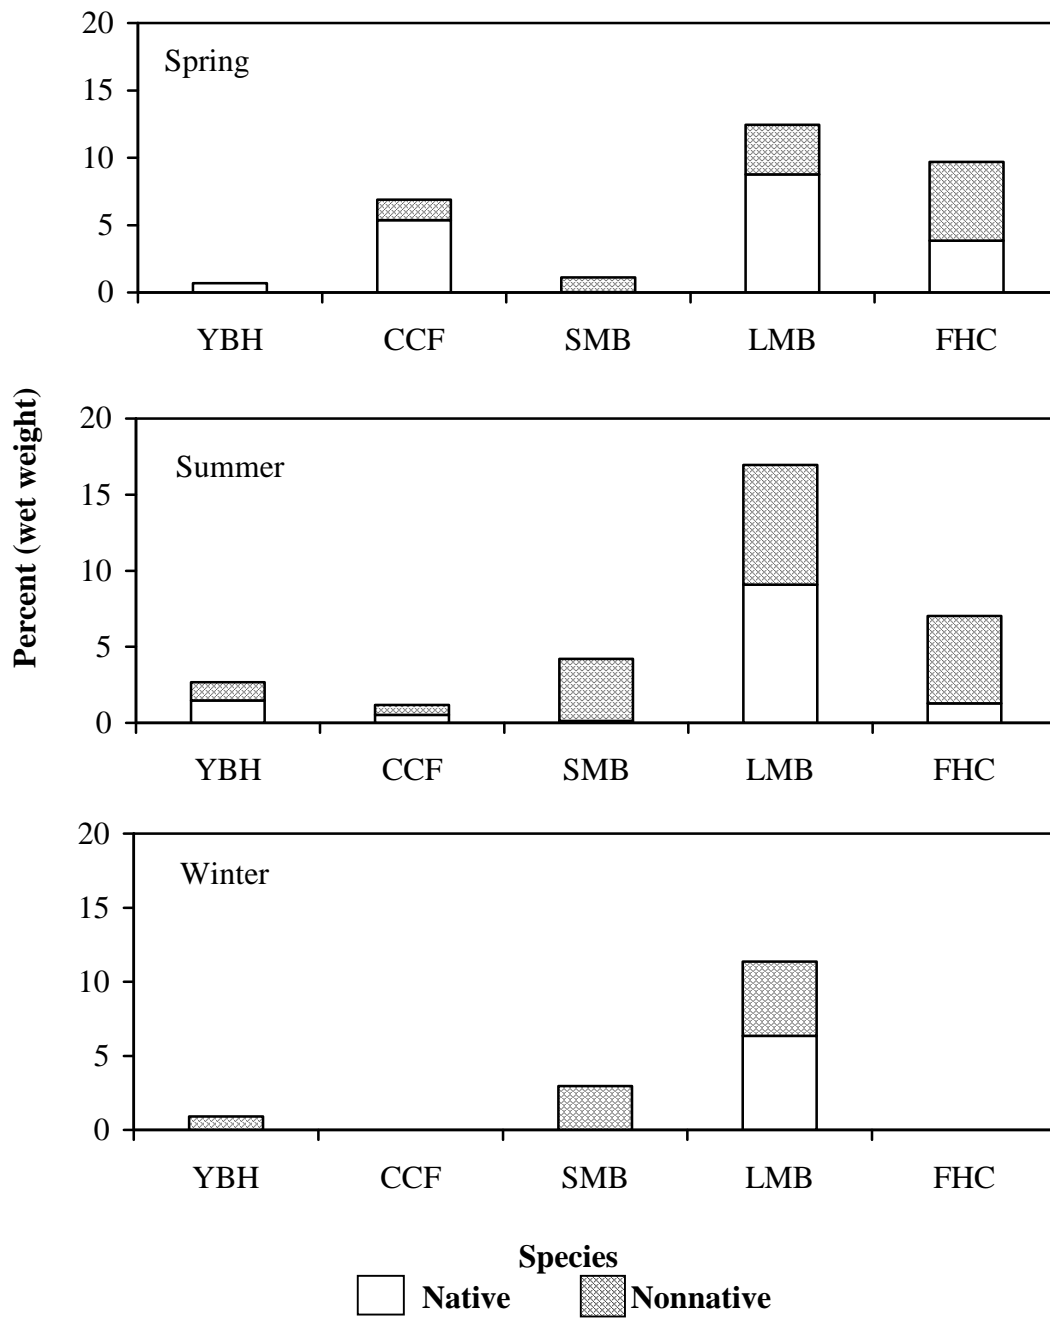 20
Spring
15
10
5
0
YBH CCF SMB LMB FHC
Percent (wet weight)
20
Summer
15
10
5
0
YBH CCF SMB LMB FHC
20
Winter
15
10
5
0
YBH CCF SMB LMB FHC
Species
Native Nonnative